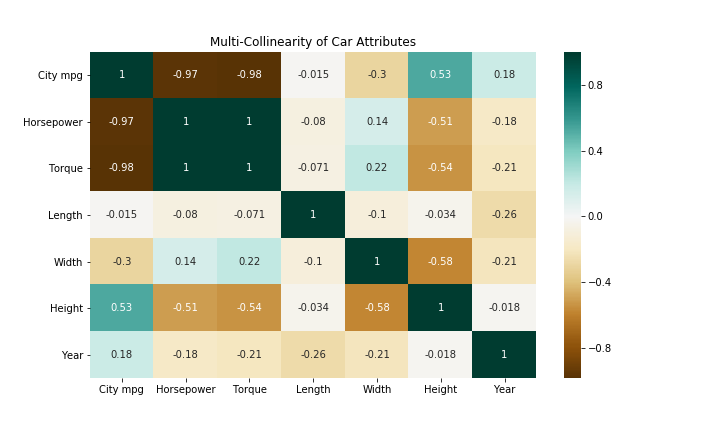 Multi-Collinearity of Car Attributes
City mpg 1 -0.97 -0.98 -0.015 -0.3 0.53 0.18
Horsepower -0.97 1 1 -0.08 0.14 -0.51 -0.18
Torque -0.98 1 1 -0.071 0.22 -0.54 -0.21
Length -0.015 -0.08 -0.071 1 -0.1 -0.034 -0.26
Width -0.3 0.14 0.22 -0.1 1 -0.58 -0.21
Height 0.53 -0.51 -0.54 -0.034 -0.58 1 -0.018
Year 0.18 -0.18 -0.21 -0.26 -0.21 -0.018 1
City mpg Horsepower Torque Length Width Height Year
0.8
0.4
0.0
−0.4
−0.8